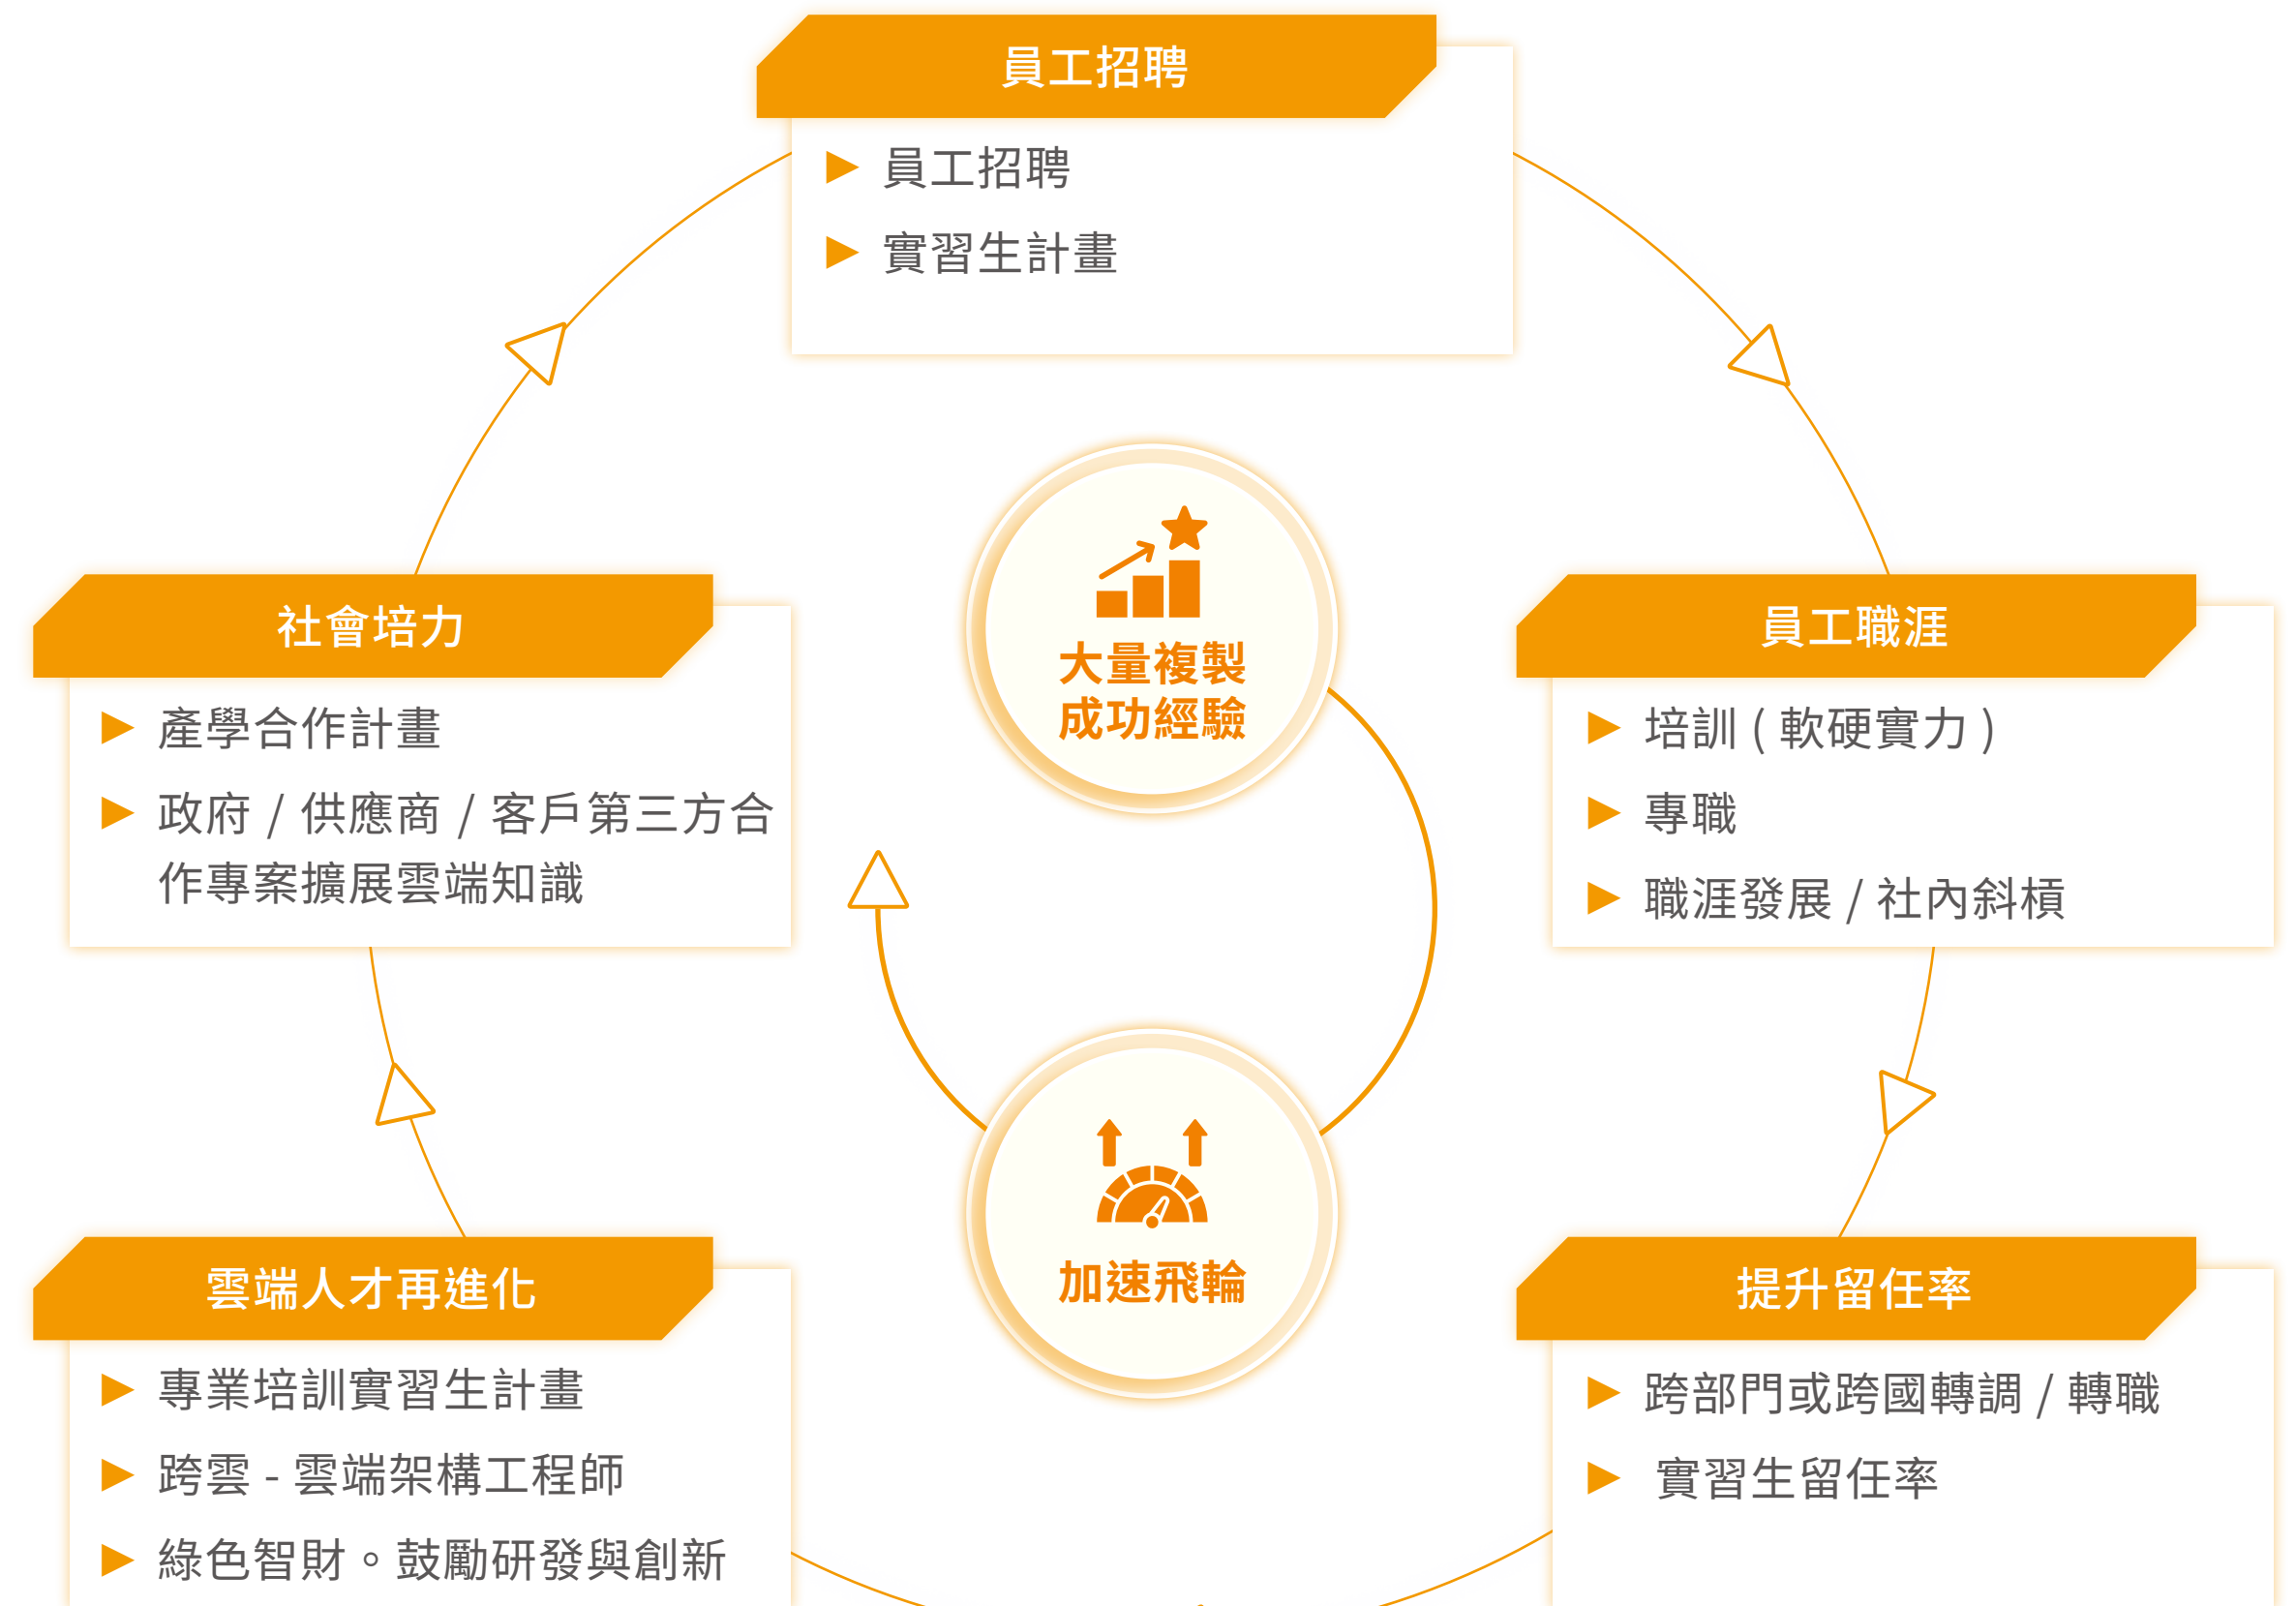 員工招聘
員工招聘
實習生計畫
社會培力
產學合作計畫
政府 / 供應商 / 客戶第三方合
作專案擴展雲端知識
大量複製
成功經驗
員工職涯
培訓 ( 軟硬實力 )
專職
職涯發展 / 社內斜槓
加速飛輪
雲端人才再進化
專業培訓實習生計畫
跨雲 - 雲端架構工程師
綠色智財。鼓勵研發與創新
提升留任率
跨部門或跨國轉調 / 轉職
實習生留任率